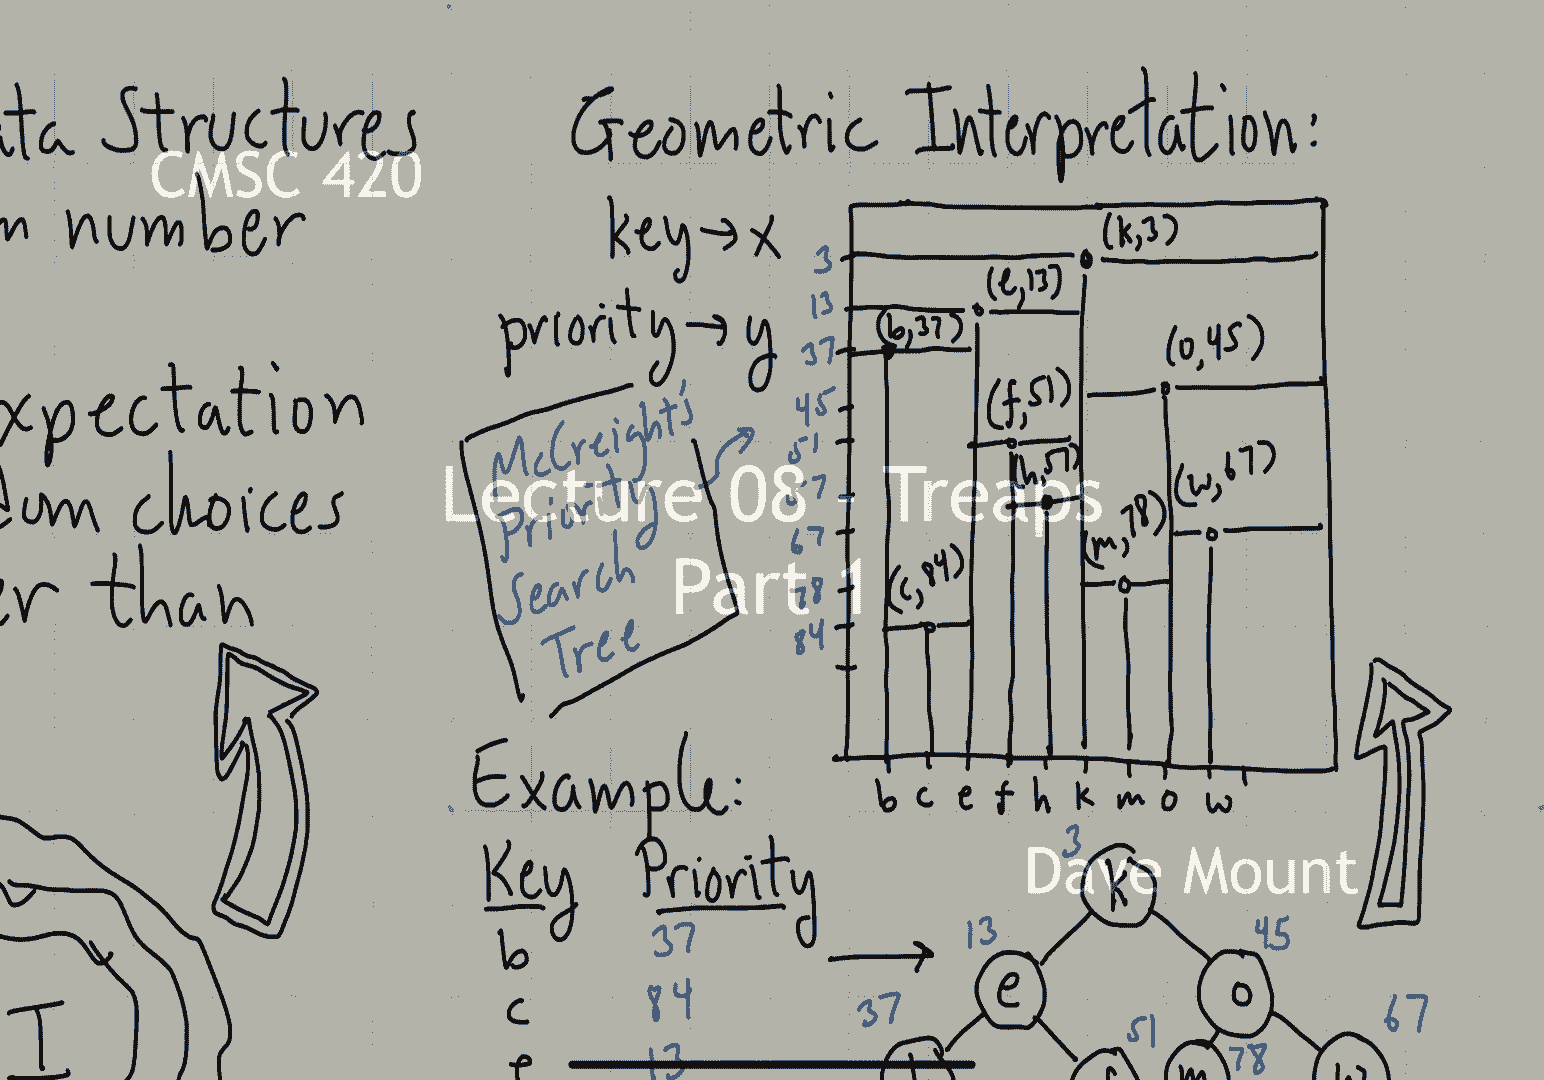 ta Structures
CMSC 420
m number
xpectation
dum choices
er than
I
Geometric Interpretation:
key→x
priority→y
McCreight's
Priority
Search
Tree
Lecture 08 - Treaps
Part 1
3
13
37
45
51
57
67
78
84
(k,3)
(e,13)
(b,37)
(o,45)
(f,51)
(h,57)
(w,67)
(m,78)
(c,84)
b c e f h k m o w
Example:
Key Priority
b 37
c 84
e 13
Dave Mount
3
k
13
e
45
o
37
b
51
f
78
m
67
w